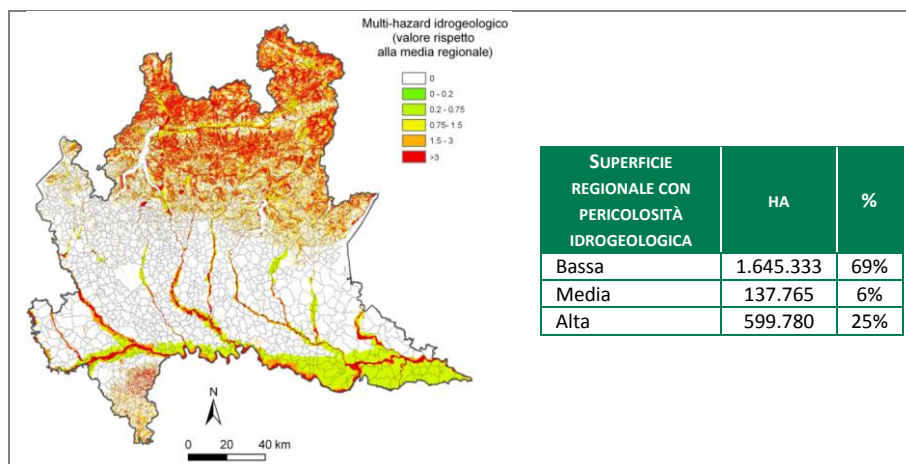 Multi-hazard idrogeologico
(valore rispetto
alla media regionale)
0
0 - 0.2
0.2 - 0.75
0.75- 1.5
1.5 - 3
>3
N
0 20 40 km
SUPERFICIE
REGIONALE CON
PERICOLOSITÀ
IDROGEOLOGICA
HA
%
Bassa 1.645.333 69%
Media 137.765 6%
Alta 599.780 25%